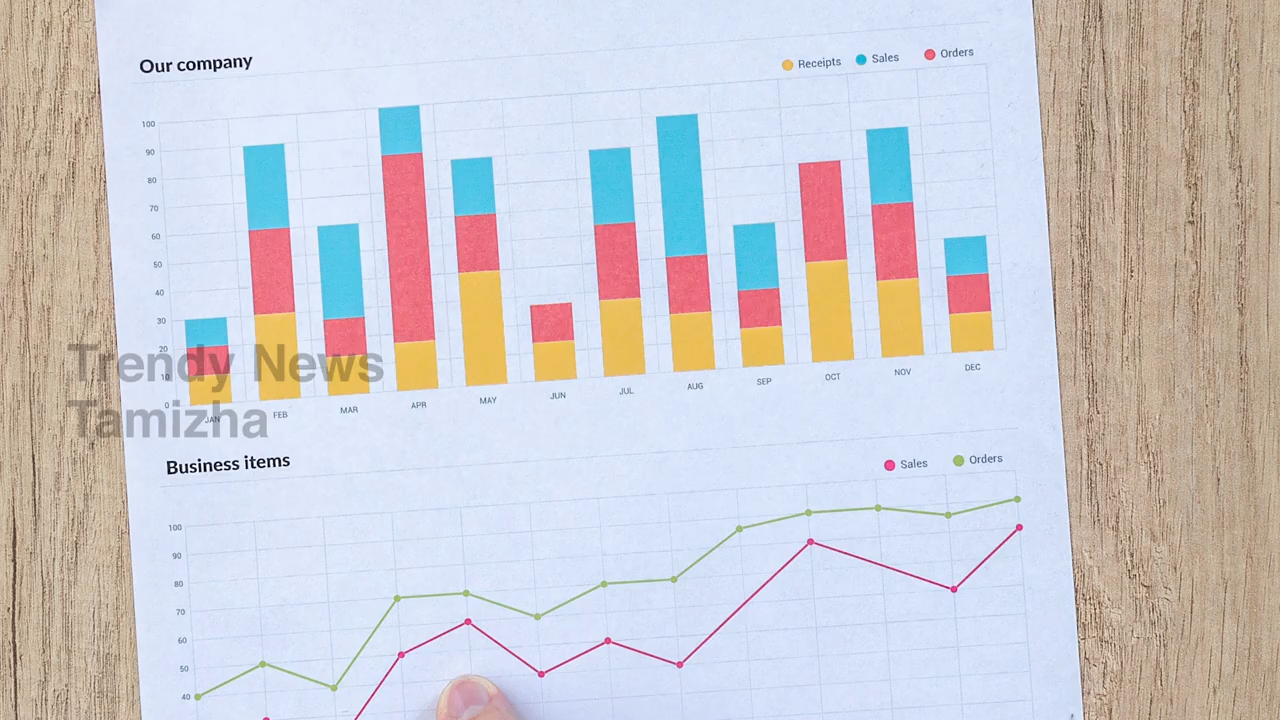 Our company
Receipts Sales Orders
100
90
80
70
60
50
40
30
20
10
0
JAN FEB MAR APR MAY JUN JUL AUG SEP OCT NOV DEC
Trendy News
Tamizha
Business items
Sales Orders
100
90
80
70
60
50
40